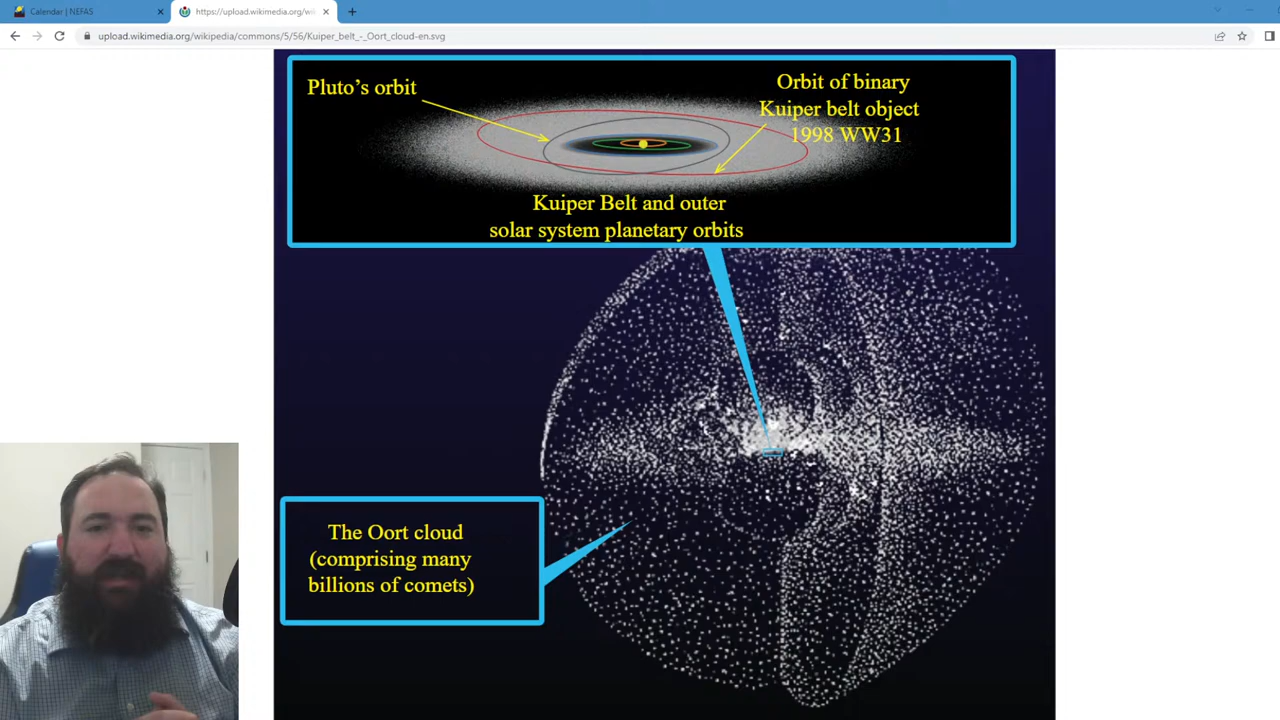 Calendar | NEFAS
https://upload.wikimedia.org/wi
upload.wikimedia.org/wikipedia/commons/5/56/Kuiper_belt_-_Oort_cloud-en.svg
Pluto's orbit
Orbit of binary
Kuiper belt object
1998 WW31
Kuiper Belt and outer
solar system planetary orbits
The Oort cloud
(comprising many
billions of comets)